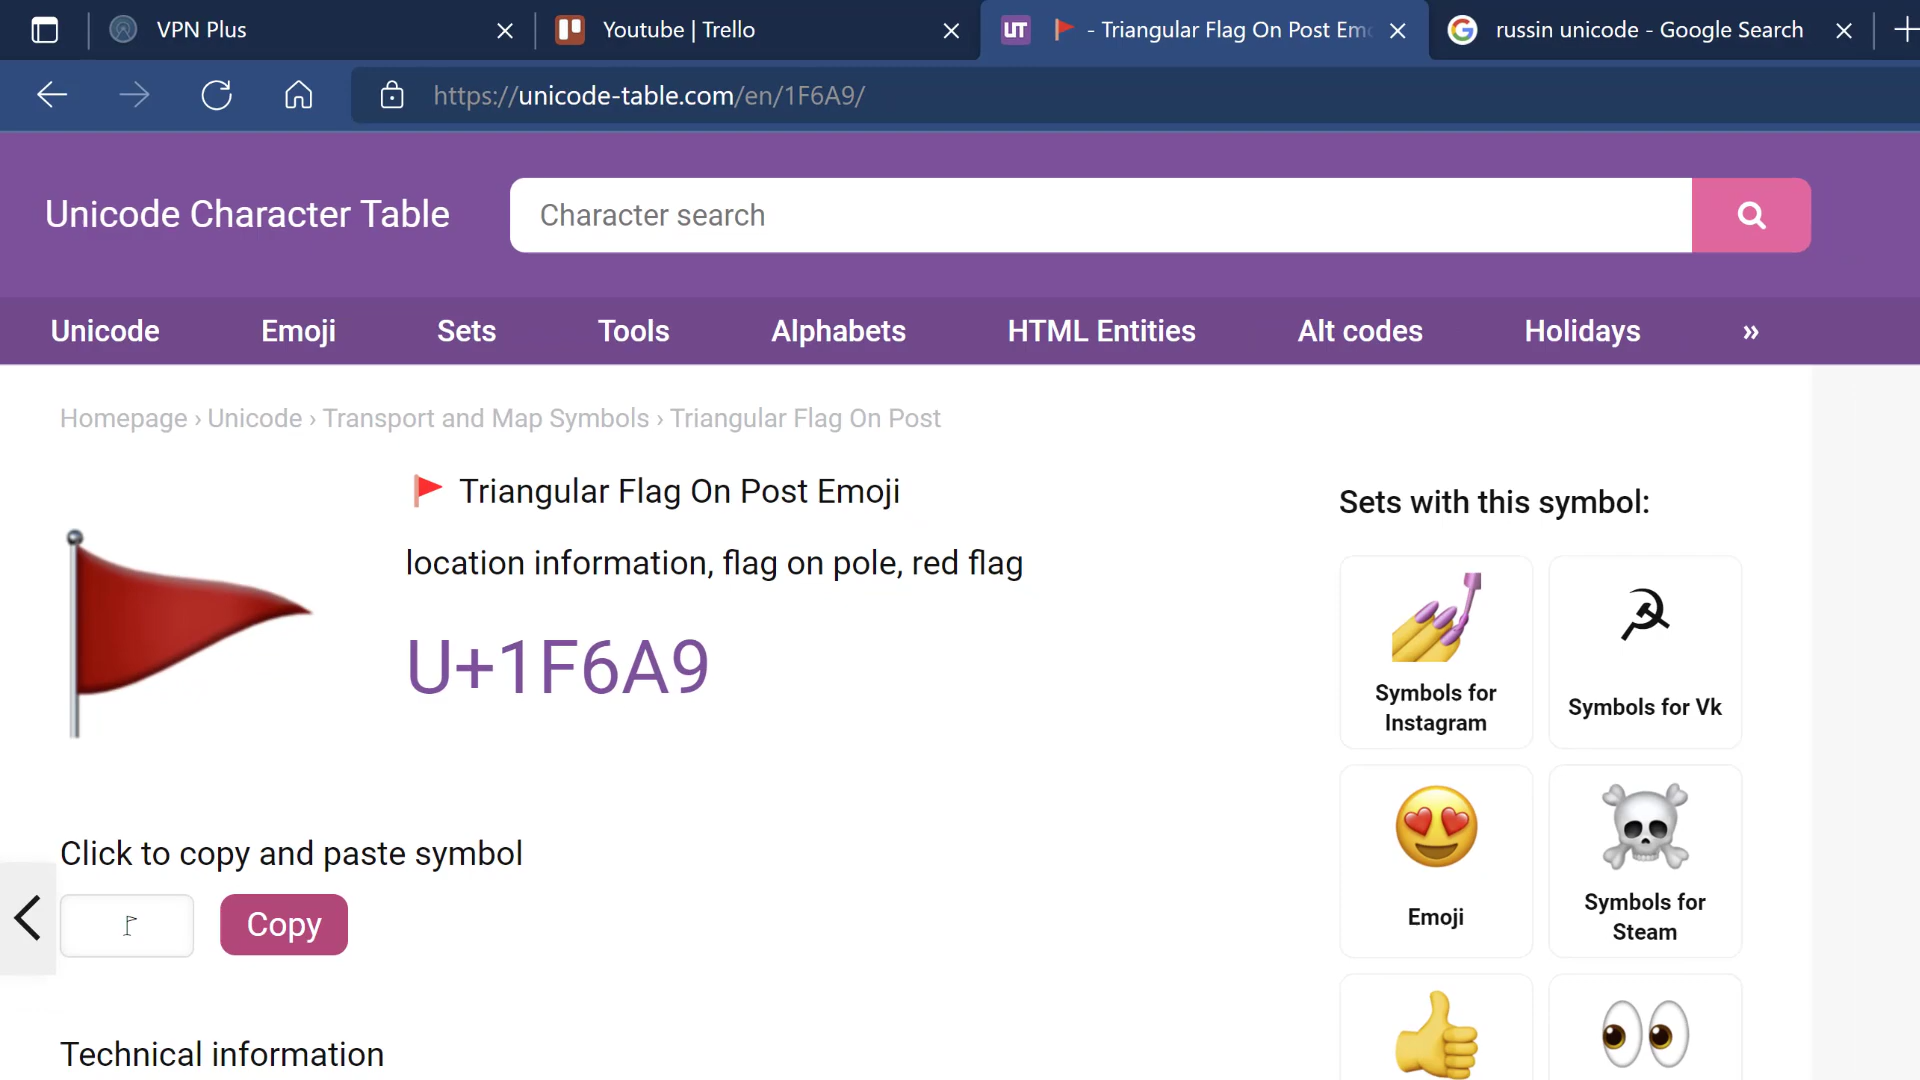 VPN Plus
Youtube | Trello
UT
- Triangular Flag On Post Emo
russin unicode - Google Search
https://unicode-table.com/en/1F6A9/
Unicode Character Table
Character search
Unicode Emoji Sets Tools Alphabets HTML Entities Alt codes Holidays »
Homepage › Unicode › Transport and Map Symbols › Triangular Flag On Post
🚩 Triangular Flag On Post Emoji
location information, flag on pole, red flag
U+1F6A9
Click to copy and paste symbol
Copy
Technical information
Sets with this symbol:
Symbols for
Instagram
Symbols for Vk
Emoji
Symbols for
Steam